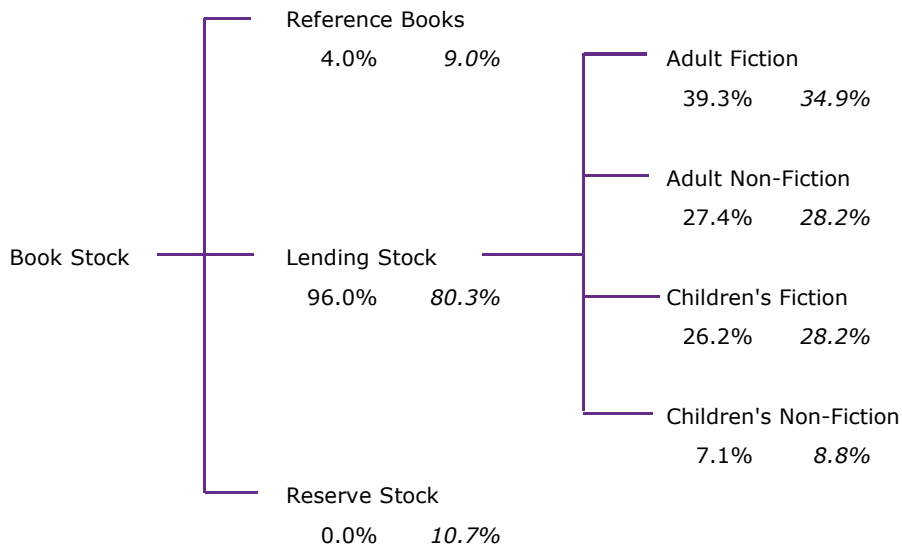 Reference Books
4.0% 9.0%
Adult Fiction
39.3% 34.9%
Adult Non-Fiction
27.4% 28.2%
Book Stock
Lending Stock
96.0% 80.3%
Children's Fiction
26.2% 28.2%
Children's Non-Fiction
7.1% 8.8%
Reserve Stock
0.0% 10.7%